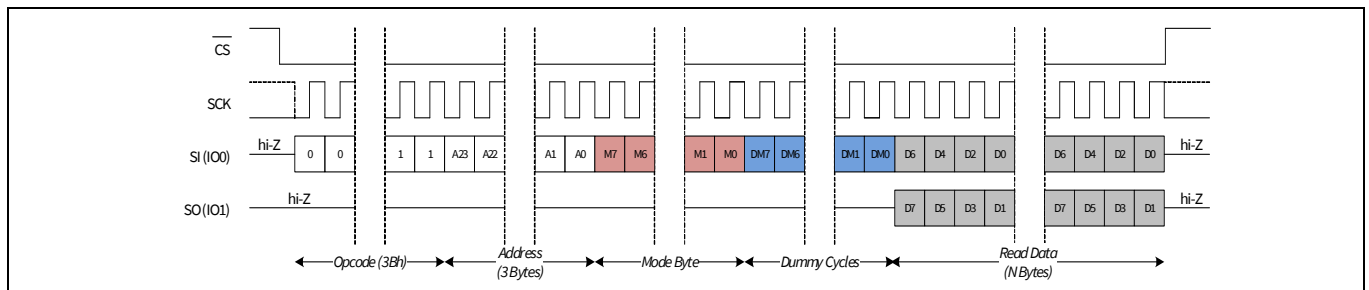 CS
SCK
hi-Z
SI (IO0) 0 0 1 1 A23 A22 A1 A0 M7 M6 M1 M0 DM7 DM6 DM1 DM0 D6 D4 D2 D0 D6 D4 D2 D0 hi-Z
SO (IO1) hi-Z D7 D5 D3 D1 D7 D5 D3 D1 hi-Z
Opcode (3Bh) Address Mode Byte Dummy Cycles Read Data
(3 Bytes) (N Bytes)